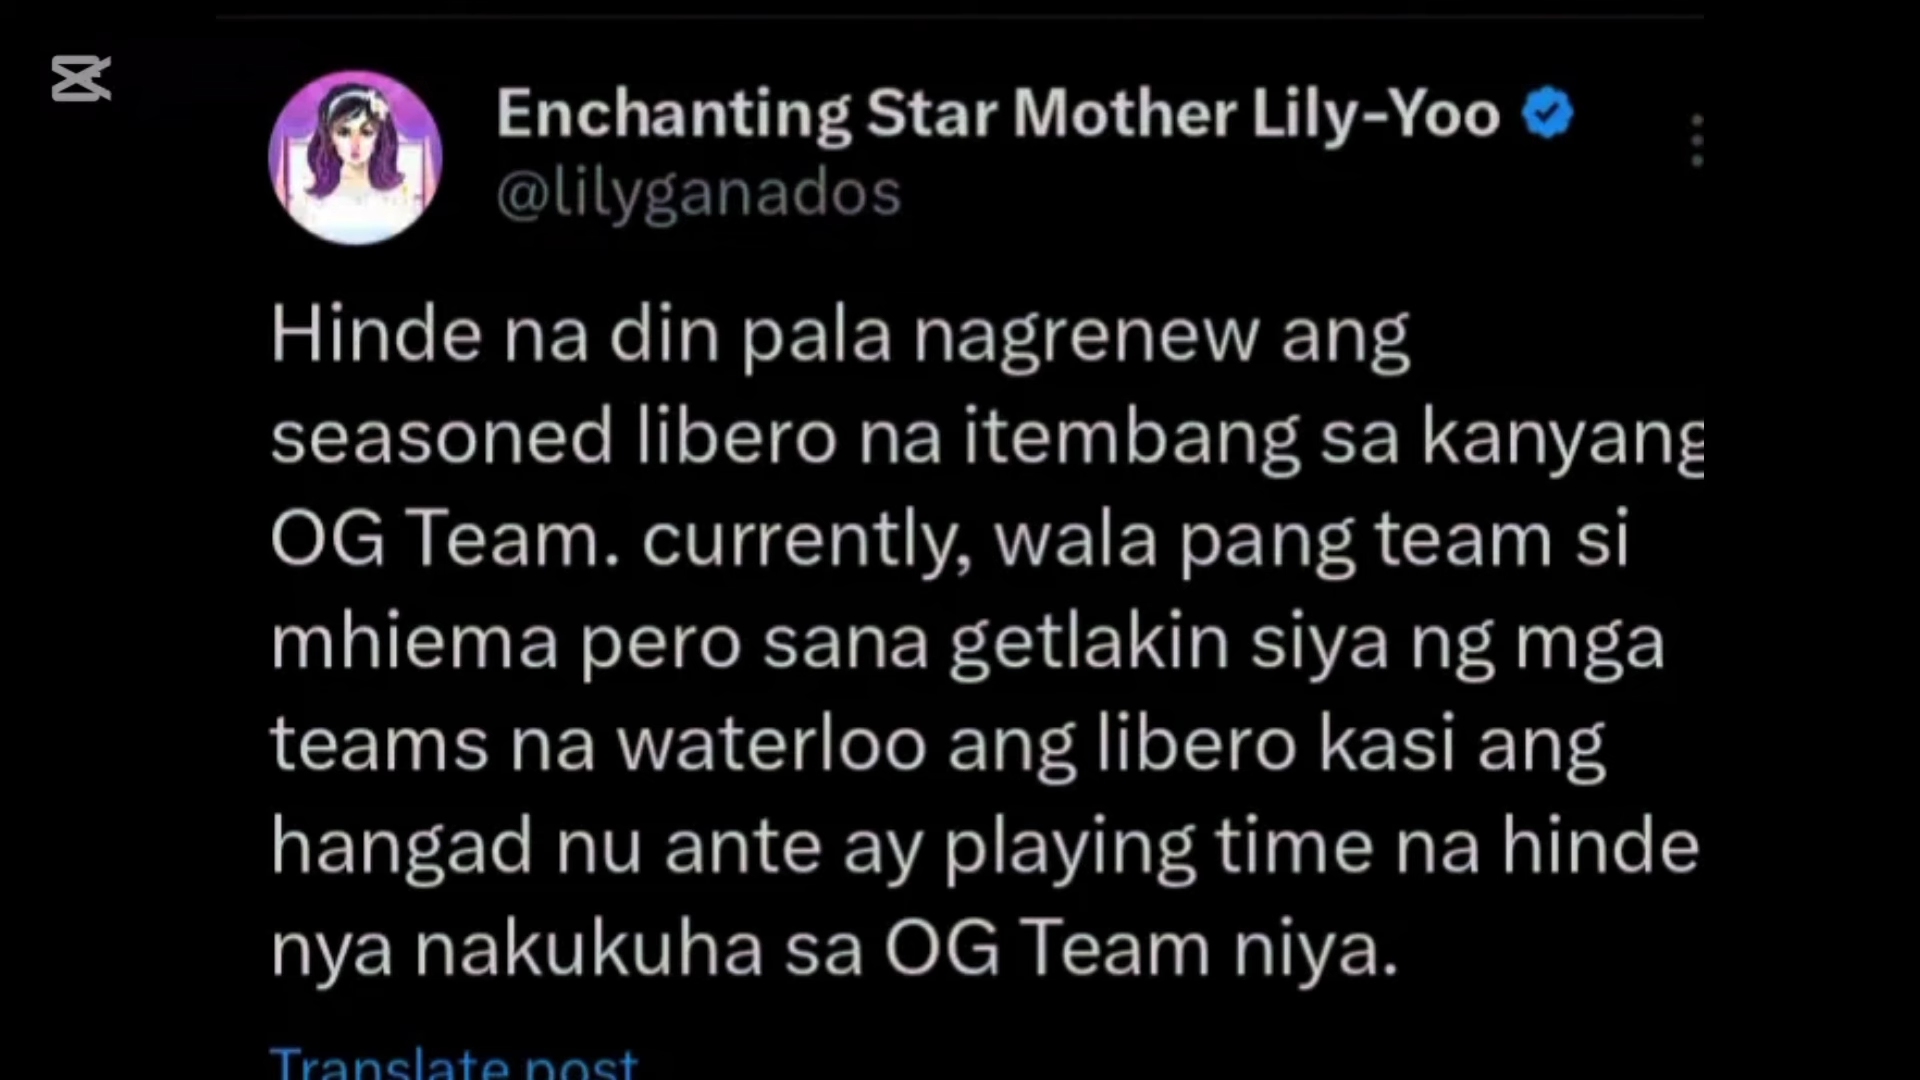 Enchanting Star Mother Lily-Yoo
@lilyganados
Hinde na din pala nagrenew ang
seasoned libero na itembang sa kanyang
OG Team. currently, wala pang team si
mhiema pero sana getlakin siya ng mga
teams na waterloo ang libero kasi ang
hangad nu ante ay playing time na hinde
nya nakukuha sa OG Team niya.
Translate post